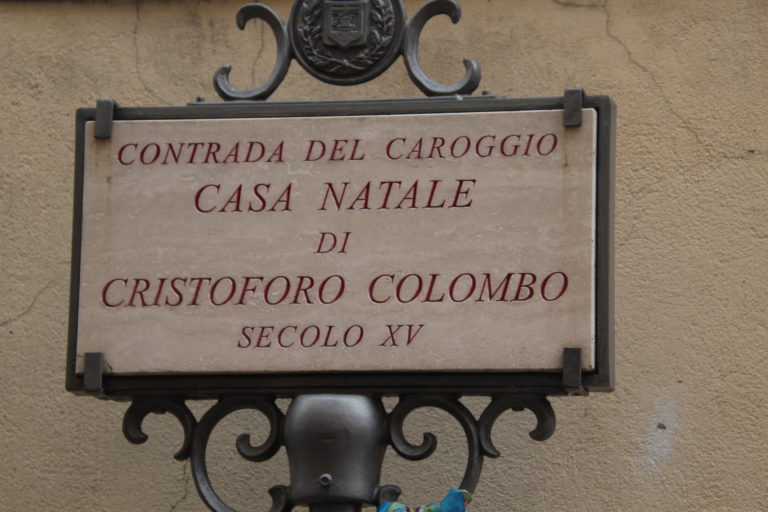 CONTRADA DEL CAROGGIO
CASA NATALE
DI
CRISTOFORO COLOMBO
SECOLO XV